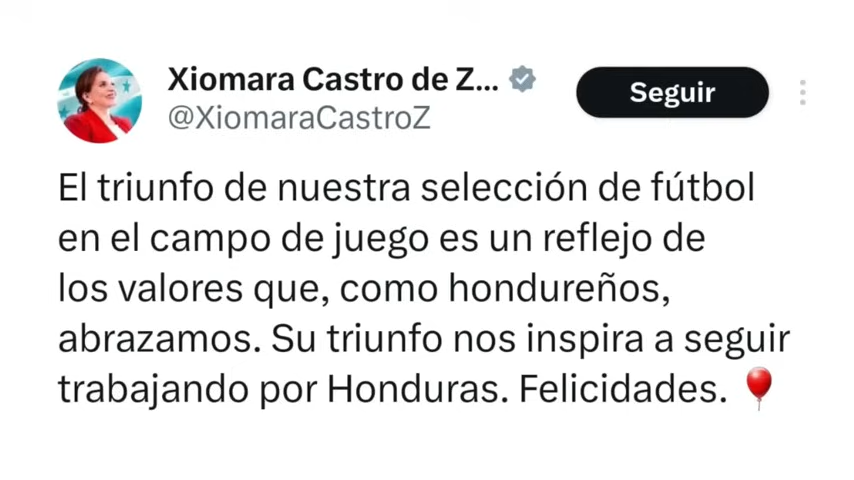 Xiomara Castro de Z...
@XiomaraCastroZ
Seguir
El triunfo de nuestra selección de fútbol
en el campo de juego es un reflejo de
los valores que, como hondureños,
abrazamos. Su triunfo nos inspira a seguir
trabajando por Honduras. Felicidades. 🎈